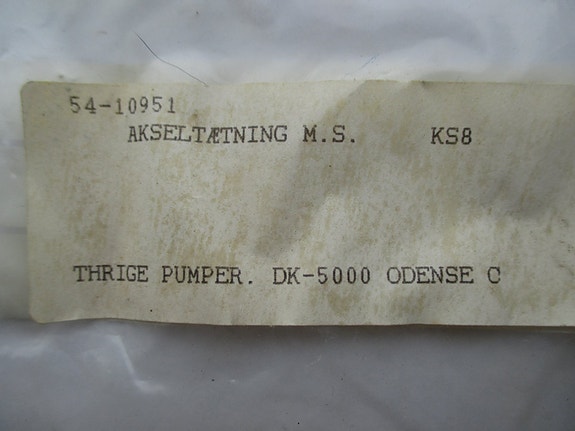 54-10951
AKSELTÆTNING M.S. KS8
THRIGE PUMPER. DK-5000 ODENSE C